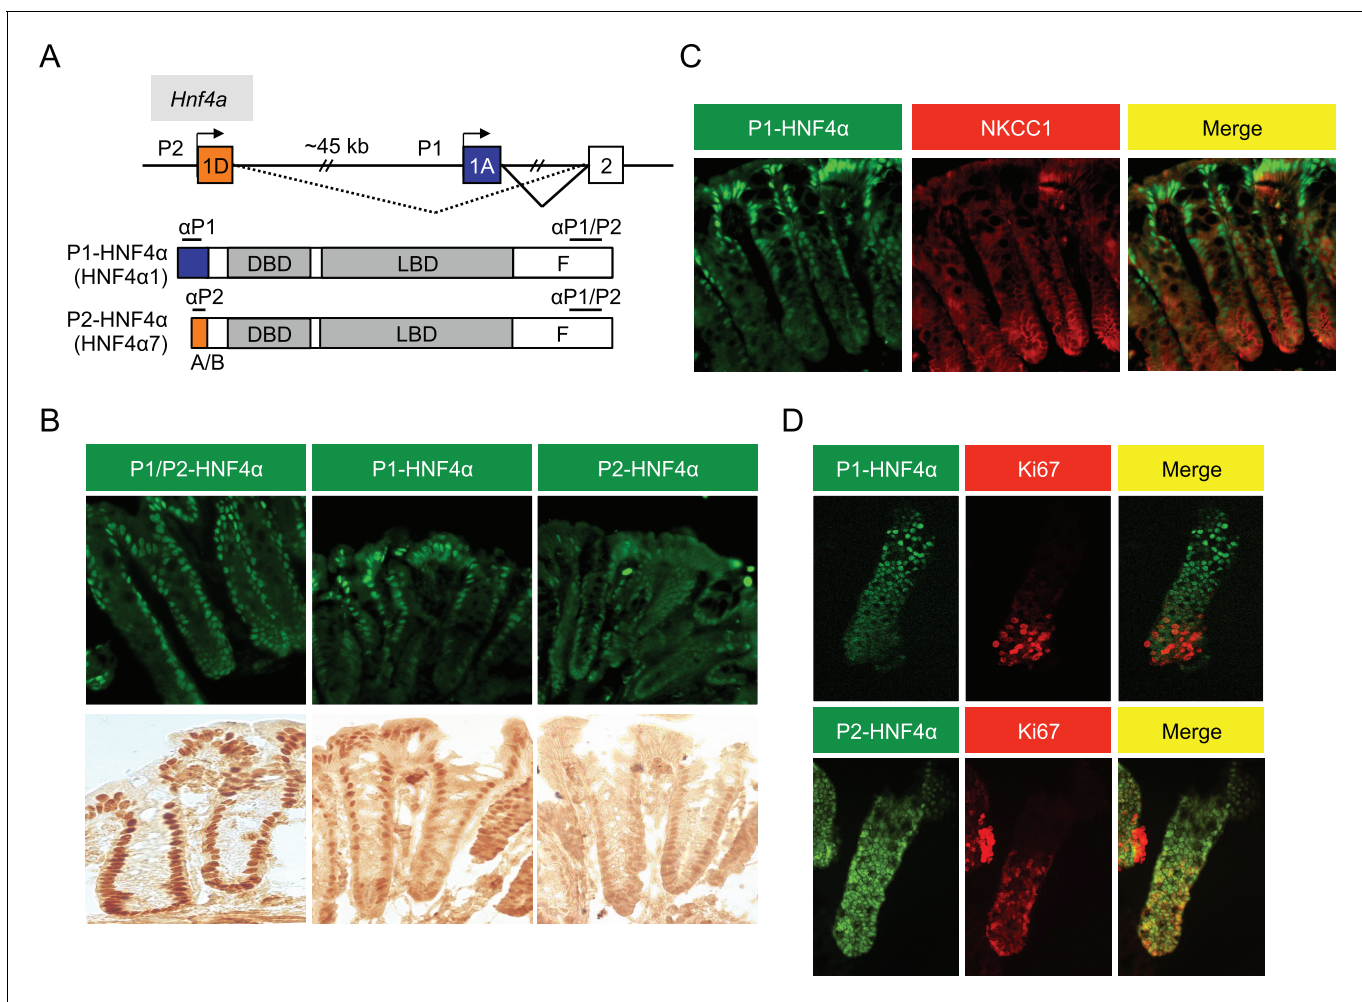 A
Hnf4a
P2
1D
~45 kb
P1
1A
2
αP1
αP1/P2
P1-HNF4α
(HNF4α1)
DBD
LBD
F
αP2
αP1/P2
P2-HNF4α
(HNF4α7)
DBD
LBD
F
A/B
B
P1/P2-HNF4α
P1-HNF4α
P2-HNF4α
C
P1-HNF4α
NKCC1
Merge
D
P1-HNF4α
Ki67
Merge
P2-HNF4α
Ki67
Merge